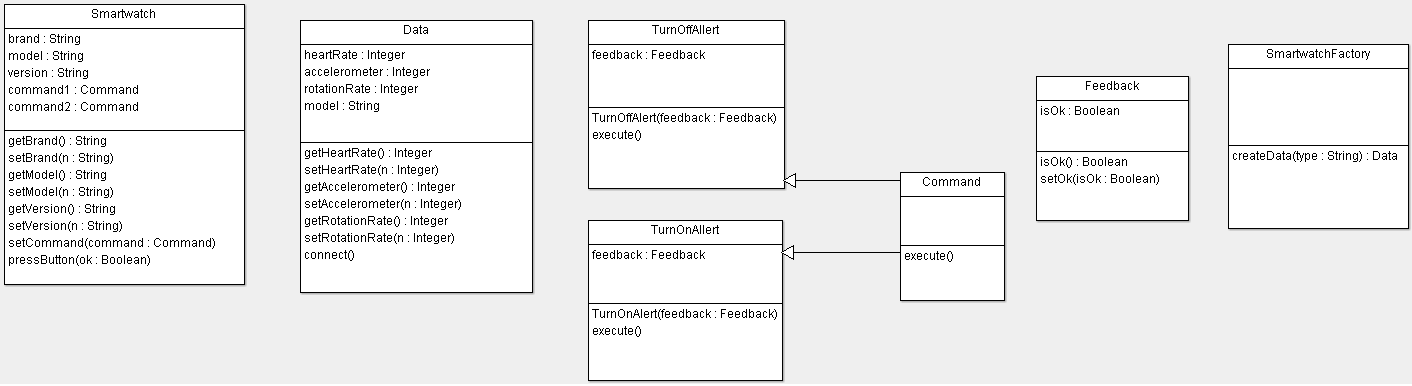 Smartwatch
brand : String
model : String
version : String
command1 : Command
command2 : Command
getBrand() : String
setBrand(n : String)
getModel() : String
setModel(n : String)
getVersion() : String
setVersion(n : String)
setCommand(command : Command)
pressButton(ok : Boolean)
Data
heartRate : Integer
accelerometer : Integer
rotationRate : Integer
model : String
getHeartRate() : Integer
setHeartRate(n : Integer)
getAccelerometer() : Integer
setAccelerometer(n : Integer)
getRotationRate() : Integer
setRotationRate(n : Integer)
connect()
TurnOffAllert
feedback : Feedback
TurnOffAllert(feedback : Feedback)
execute()
TurnOnAllert
feedback : Feedback
TurnOnAlert(feedback : Feedback)
execute()
Command
execute()
Feedback
isOk : Boolean
isOk() : Boolean
setOk(isOk : Boolean)
SmartwatchFactory
createData(type : String) : Data